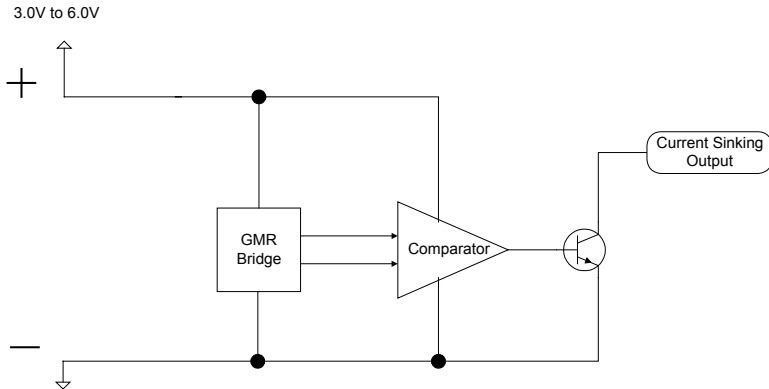 3.0V to 6.0V
+
Current Sinking
Output
GMR
Bridge
Comparator
−